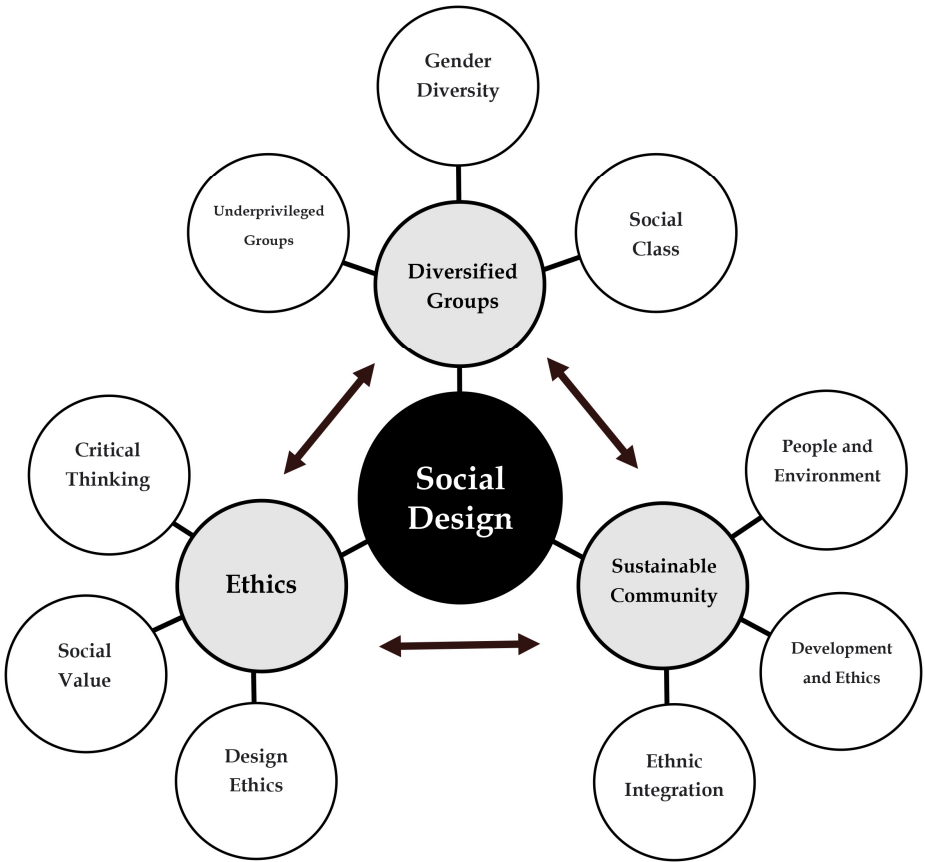 Gender
Diversity
Underprivileged
Groups
Social
Class
Diversified
Groups
Critical
Thinking
Social
Design
People and
Environment
Ethics
Sustainable
Community
Social
Value
Development
and Ethics
Design
Ethics
Ethnic
Integration